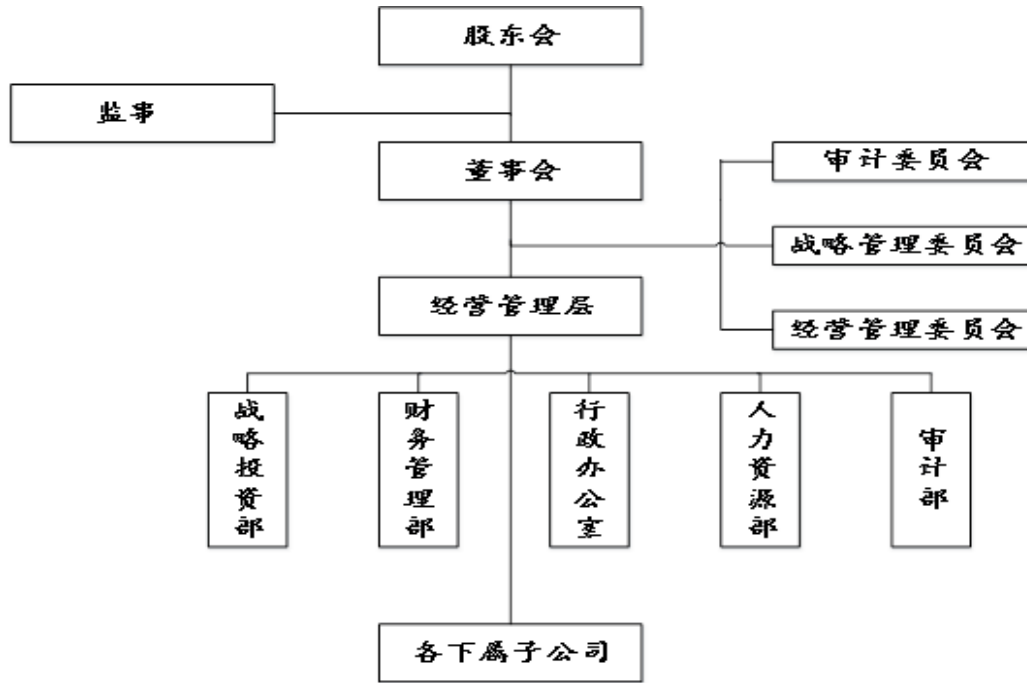 股东会
监事
董事会
审计委员会
战略管理委员会
经营管理层
经营管理委员会
战略投资部
财务管理部
行政办公室
人力资源部
审计部
各下属子公司